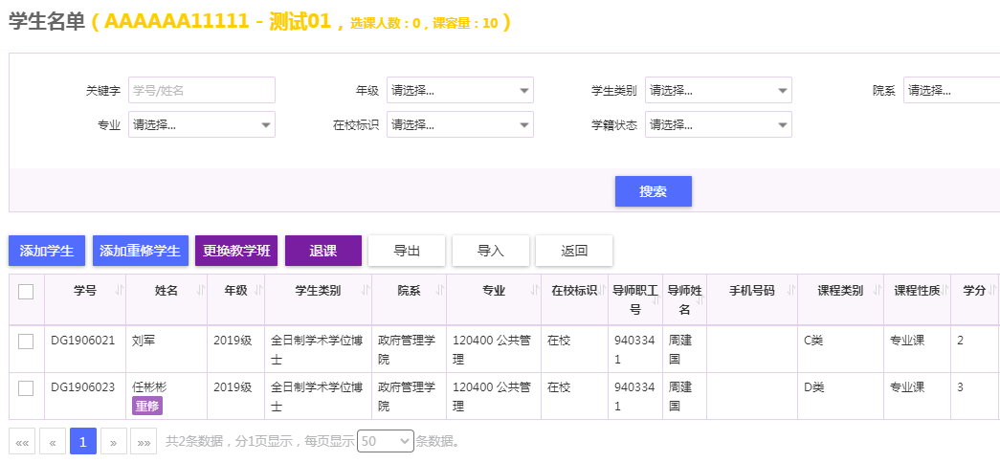 学生名单（AAAAAA11111 - 测试01，选课人数：0，课容量：10）
关键字 学号/姓名 年级 请选择... 学生类别 请选择... 院系 请选择...
专业 请选择... 在校标识 请选择... 学籍状态 请选择...
搜索
添加学生 添加重修学生 更换教学班 退课 导出 导入 返回
学号 姓名 年级 学生类别 院系 专业 在校标识 导师职工号 导师姓名 手机号码 课程类别 课程性质 学分
DG1906021 刘军 2019级 全日制学术学位博士 政府管理学院 120400 公共管理 在校 9403341 周建国 C类 专业课 2
DG1906023 任彬彬 重修 2019级 全日制学术学位博士 政府管理学院 120400 公共管理 在校 9403341 周建国 D类 专业课 3
«« « 1 » »» 共2条数据，分1页显示，每页显示 50 条数据。